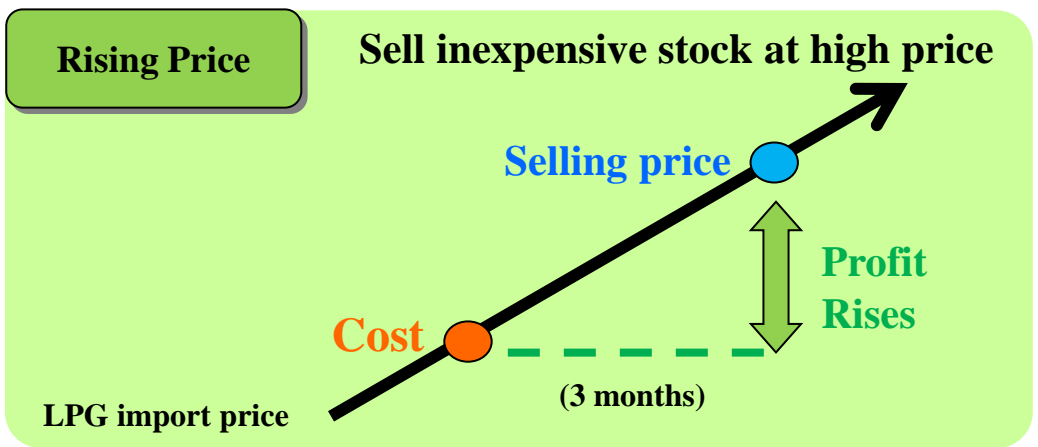 Rising Price
Sell inexpensive stock at high price
Selling price
Profit
Rises
Cost
(3 months)
LPG import price